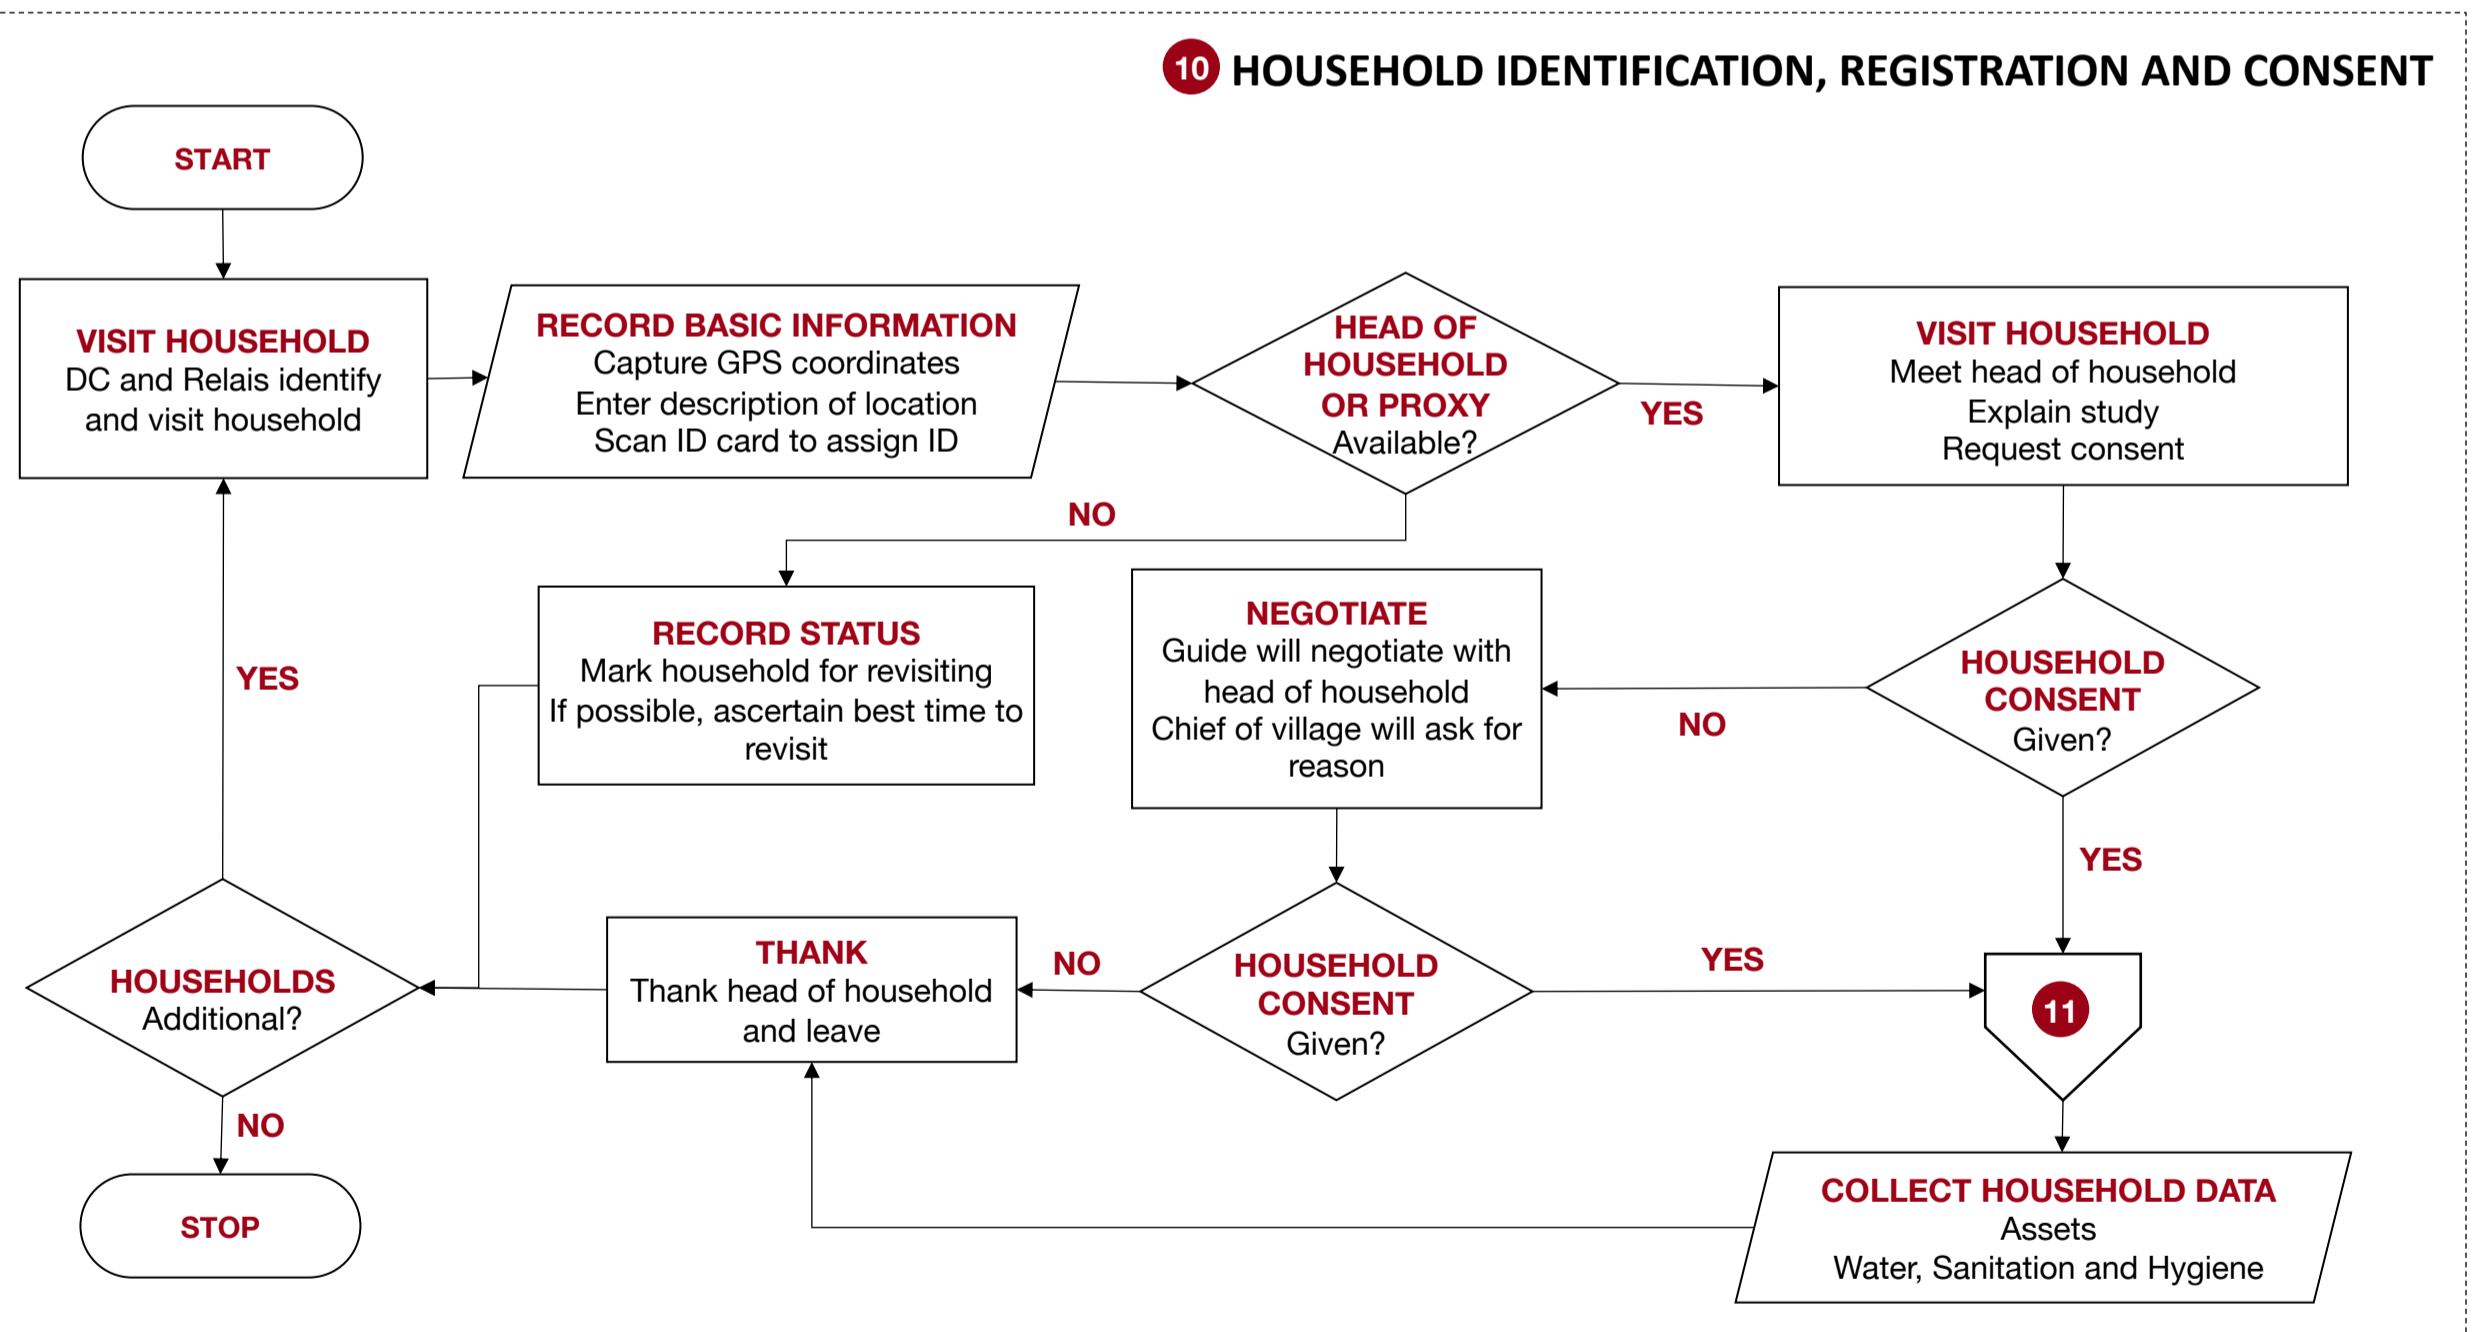 10 HOUSEHOLD IDENTIFICATION, REGISTRATION AND CONSENT
START
VISIT HOUSEHOLD
DC and Relais identify
and visit household
RECORD BASIC INFORMATION
Capture GPS coordinates
Enter description of location
Scan ID card to assign ID
HEAD OF
HOUSEHOLD
OR PROXY
Available?
YES
VISIT HOUSEHOLD
Meet head of household
Explain study
Request consent
NO
RECORD STATUS
Mark household for revisiting
If possible, ascertain best time to
revisit
NEGOTIATE
Guide will negotiate with
head of household
Chief of village will ask for
reason
NO
HOUSEHOLD
CONSENT
Given?
YES
YES
HOUSEHOLDS
Additional?
THANK
Thank head of household
and leave
NO
HOUSEHOLD
CONSENT
Given?
YES
11
NO
STOP
COLLECT HOUSEHOLD DATA
Assets
Water, Sanitation and Hygiene